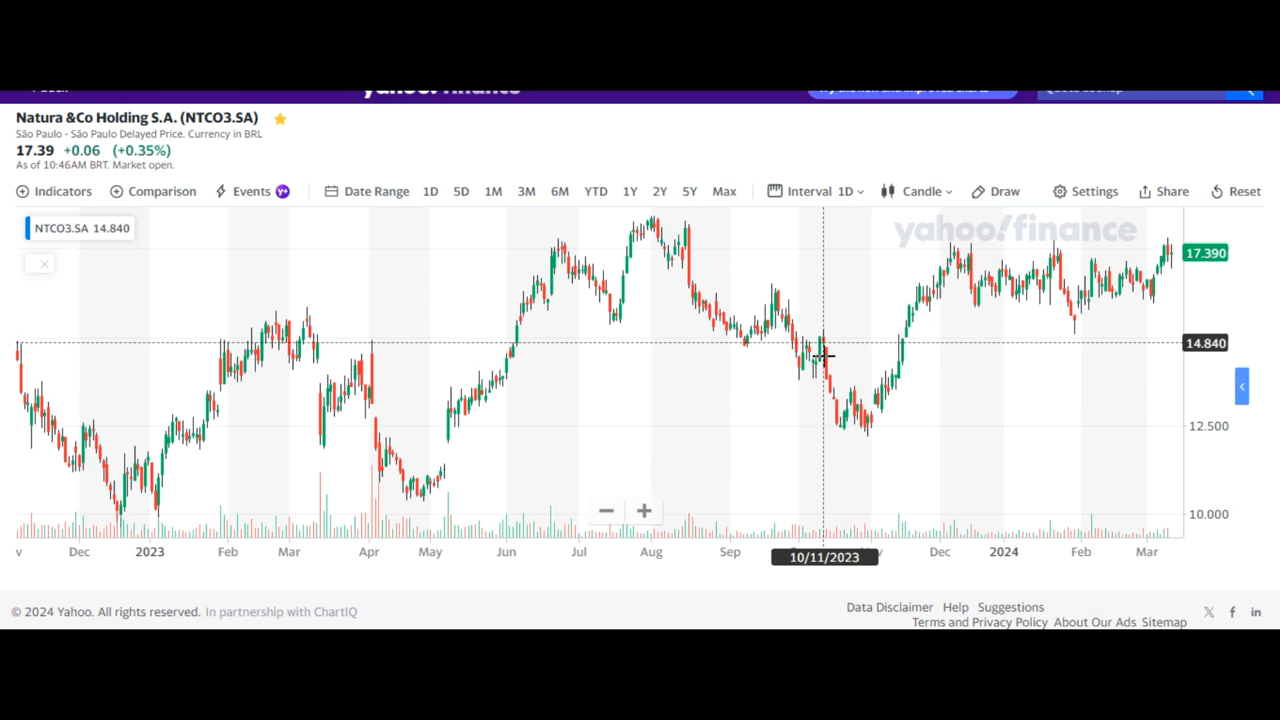 Natura &Co Holding S.A. (NTCO3.SA)
São Paulo - São Paulo Delayed Price. Currency in BRL
17.39 +0.06 (+0.35%)
As of 10:46AM BRT. Market open.
Indicators Comparison Events y+ Date Range 1D 5D 1M 3M 6M YTD 1Y 2Y 5Y Max Interval 1D Candle Draw Settings Share Reset
NTCO3.SA 14.840
yahoo!finance
17.390
14.840
12.500
10.000
v Dec 2023 Feb Mar Apr May Jun Jul Aug Sep Dec 2024 Feb Mar
10/11/2023
© 2024 Yahoo. All rights reserved. In partnership with ChartIQ
Data Disclaimer Help Suggestions
Terms and Privacy Policy About Our Ads Sitemap